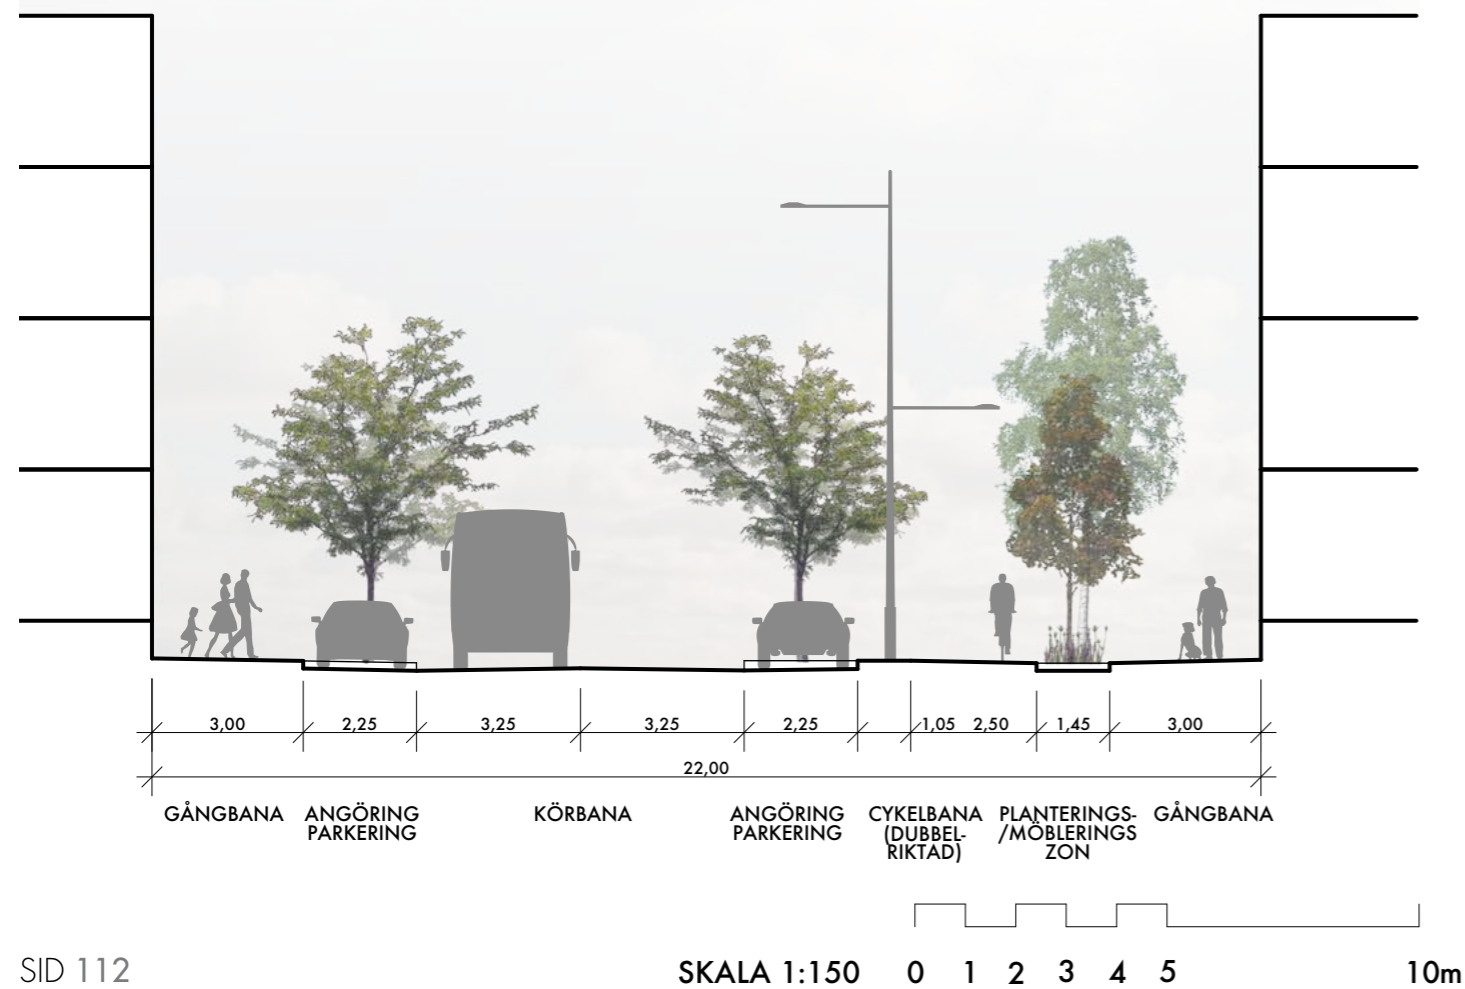 3,00 2,25 3,25 3,25 2,25 1,05 2,50 1,45 3,00
22,00
GÅNGBANA
ANGÖRING
PARKERING
KÖRBANA
ANGÖRING
PARKERING
CYKELBANA
(DUBBEL-
RIKTAD)
PLANTERINGS-
/MÖBLERINGS
ZON
GÅNGBANA
SID 112
SKALA 1:150 0 1 2 3 4 5 10m